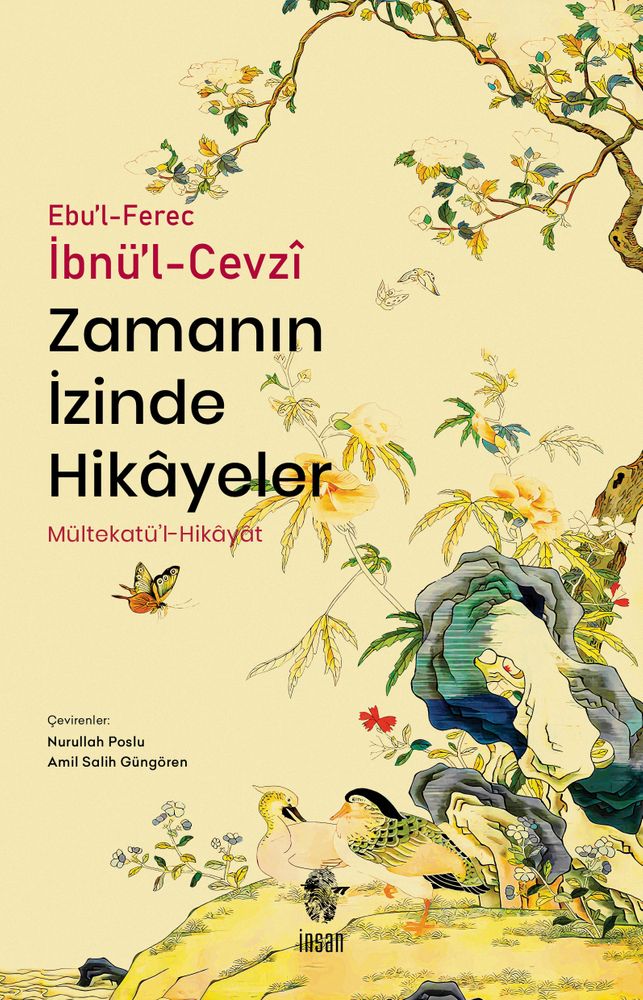 Ebu'l-Ferec
İbnü'l-Cevzî
Zamanın
İzinde
Hikâyeler
Mültekatü'l-Hikâyât
Çevirenler:
Nurullah Poslu
Amil Salih Güngören
insan